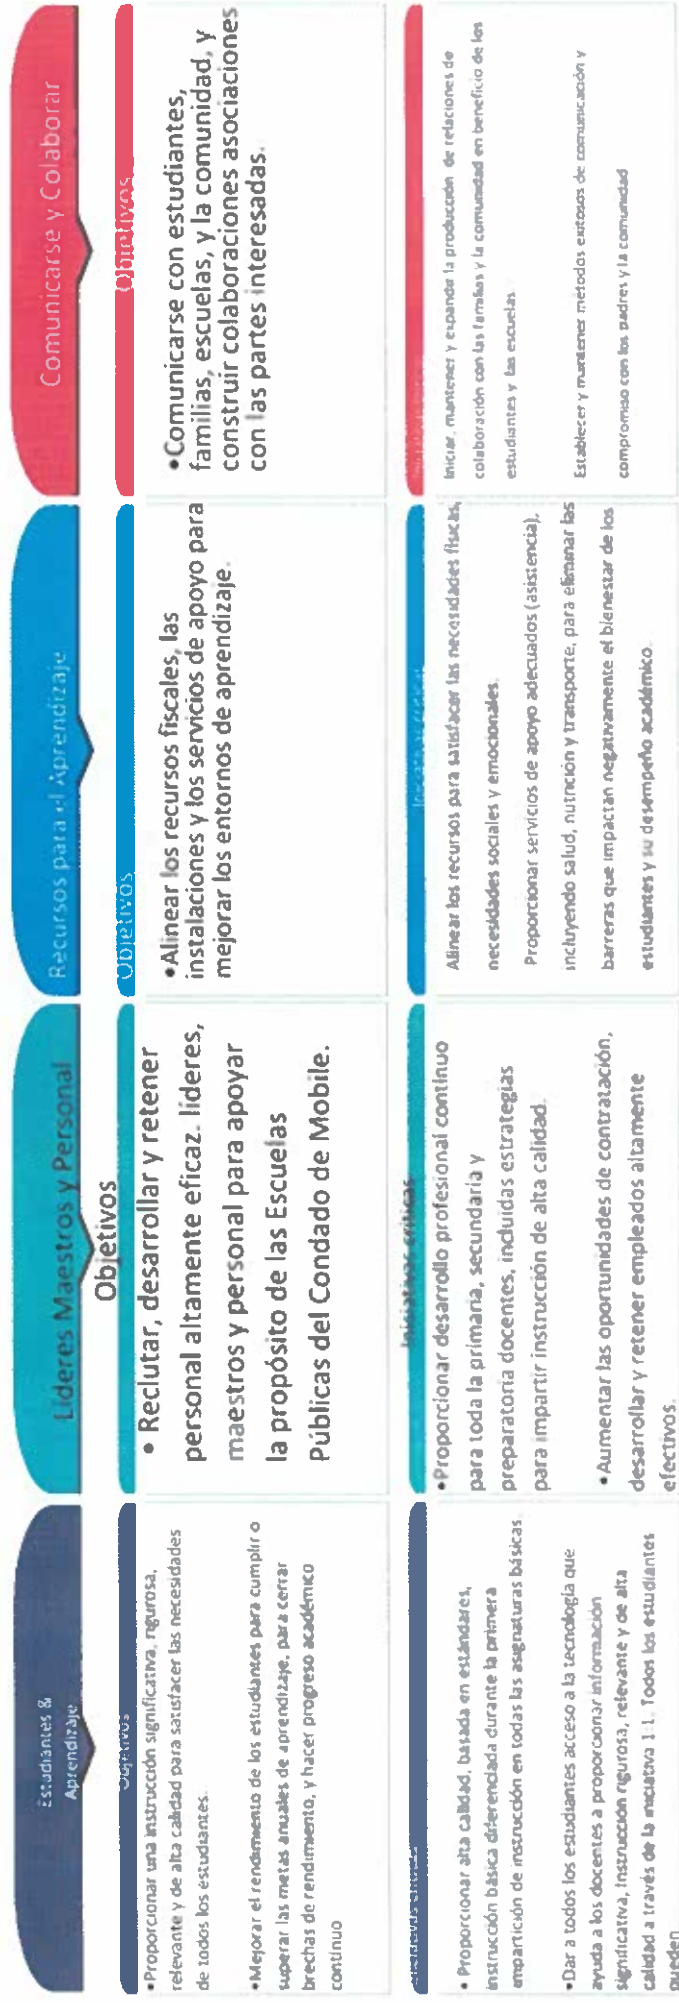 Estudiantes &
Aprendizaje
Objetivos
• Proporcionar una instrucción significativa, rigurosa,
relevante y de alta calidad para satisfacer las necesidades
de todos los estudiantes.
•Mejorar el rendimiento de los estudiantes para cumplir o
superar las metas anuales de aprendizaje, para cerrar
brechas de rendimiento, y hacer progreso académico
continuo
• Proporcionar alta calidad, basada en estándares,
instrucción básica diferenciada durante la primera
impartición de instrucción en todas las asignaturas básicas.
•Dar a todos los estudiantes acceso a la tecnología que
ayuda a los docentes a proporcionar información
significativa, Instrucción rigurosa, relevante y de alta
calidad a través de la iniciativa 1:1. Todos los estudiantes
pueden
Líderes Maestros y Personal
Objetivos
• Reclutar, desarrollar y retener
personal altamente eficaz. líderes,
maestros y personal para apoyar
la propósito de las Escuelas
Públicas del Condado de Mobile.
Iniciativas críticas
•Proporcionar desarrollo profesional continuo
para toda la primaria, secundaria y
preparatoria docentes, incluidas estrategias
para impartir instrucción de alta calidad.
•Aumentar las oportunidades de contratación,
desarrollar y retener empleados altamente
efectivos.
Recursos para el Aprendizaje
Objetivos
•Alinear los recursos fiscales, las
instalaciones y los servicios de apoyo para
mejorar los entornos de aprendizaje.
Alinear los recursos para satisfacer las necesidades físicas,
necesidades sociales y emocionales.
Proporcionar servicios de apoyo adecuados (asistencia).
incluyendo salud, nutrición y transporte, para eliminar las
barreras que impactan negativamente el bienestar de los
estudiantes y su desempeño académico.
Comunicarse y Colaborar
Objetivos
•Comunicarse con estudiantes,
familias, escuelas, y la comunidad, y
construir colaboraciones asociaciones
con las partes interesadas.
Iniciar, mantener y expandir la producción de relaciones de
colaboración con las familias y la comunidad en beneficio de los
estudiantes y las escuelas
Establecer y mantener métodos exitosos de comunicación y
compromiso con los padres y la comunidad